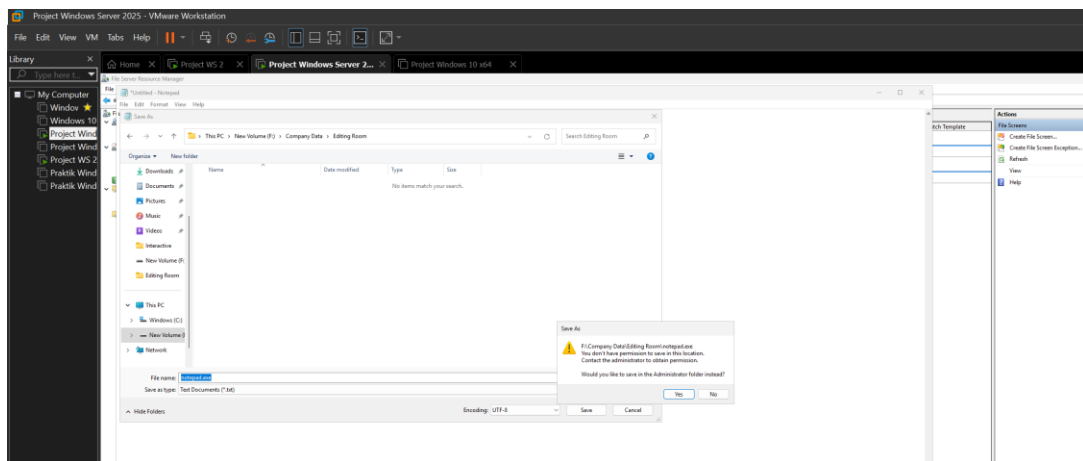 Project Windows Server 2025 - VMware Workstation
File Edit View VM Tabs Help
Library
Type here t...
My Computer
Windov
Windows 10
Project Wind
Project Wind
Project WS 2
Praktik Wind
Praktik Wind
Home
Project WS 2
Project Windows Server 2...
Project Windows 10 x64
File Server Resource Manager
File
*Untitled - Notepad
File Edit Format View Help
Save As
This PC > New Volume (F:) > Company Data > Editing Room
Search Editing Room
Organize New folder
Name Date modified Type Size
No items match your search.
Downloads
Documents
Pictures
Music
Videos
Interactive
New Volume (F:
Editing Room
This PC
Windows (C:)
New Volume (
Network
File name: notepad.exe
Save as type: Text Documents (*.txt)
Hide Folders
Encoding: UTF-8
Save
Cancel
Save As
F:\Company Data\Editing Room\notepad.exe
You don't have permission to save in this location.
Contact the administrator to obtain permission.
Would you like to save in the Administrator folder instead?
Yes
No
tch Template
Actions
File Screens
Create File Screen...
Create File Screen Exception...
Refresh
View
Help